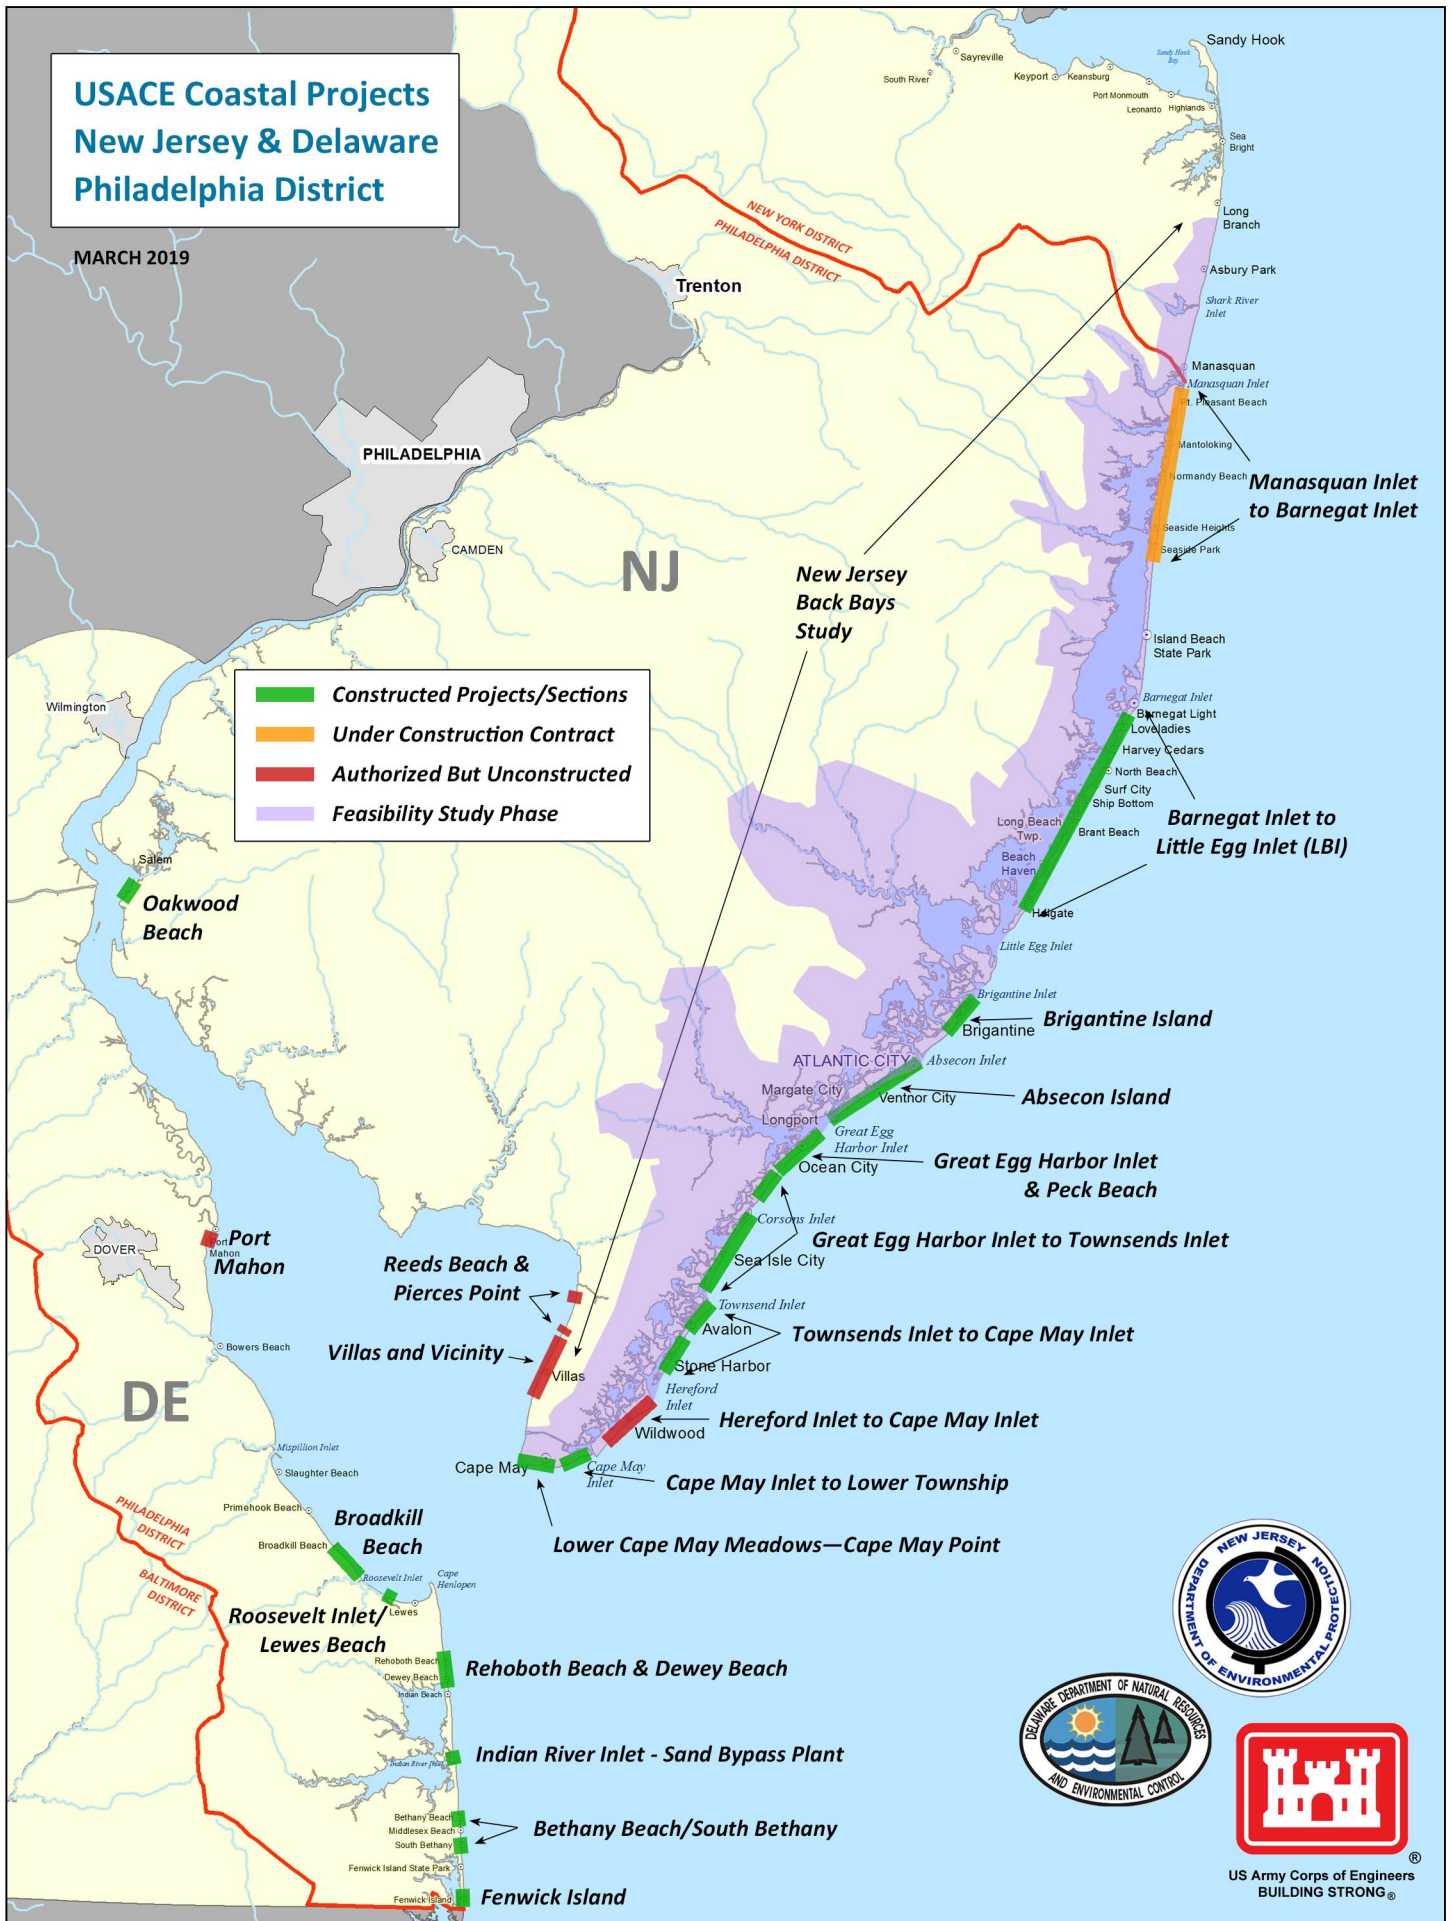 USACE Coastal Projects
New Jersey & Delaware
Philadelphia District
MARCH 2019
Sandy Hook
Sandy Hook
Bay
Sayreville
South River
Keyport
Keansburg
Port Monmouth
Leonardo
Highlands
Sea
Bright
Long
Branch
NEW YORK DISTRICT
PHILADELPHIA DISTRICT
Asbury Park
Shark River
Inlet
Trenton
Manasquan
Manasquan Inlet
Pt. Pleasant Beach
Mantoloking
Normandy Beach
Manasquan Inlet
to Barnegat Inlet
Seaside Heights
Seaside Park
PHILADELPHIA
CAMDEN
NJ
New Jersey
Back Bays
Study
Island Beach
State Park
Constructed Projects/Sections
Under Construction Contract
Authorized But Unconstructed
Feasibility Study Phase
Wilmington
Barnegat Inlet
Barnegat Light
Loveladies
Harvey Cedars
North Beach
Surf City
Ship Bottom
Long Beach
Twp.
Brant Beach
Beach
Haven
Barnegat Inlet to
Little Egg Inlet (LBI)
Holgate
Little Egg Inlet
Salem
Oakwood
Beach
Brigantine Inlet
Brigantine
Brigantine Island
ATLANTIC CITY
Absecon Inlet
Margate City
Ventnor City
Absecon Island
Longport
Great Egg
Harbor Inlet
Ocean City
Great Egg Harbor Inlet
& Peck Beach
Corsons Inlet
Great Egg Harbor Inlet to Townsends Inlet
Sea Isle City
Port
Mahon
Port
Mahon
DOVER
Reeds Beach &
Pierces Point
Townsend Inlet
Avalon
Townsends Inlet to Cape May Inlet
Villas and Vicinity
Villas
Stone Harbor
Hereford
Inlet
Hereford Inlet to Cape May Inlet
Wildwood
Bowers Beach
DE
Cape May
Cape May
Inlet
Cape May Inlet to Lower Township
Lower Cape May Meadows—Cape May Point
Mispillion Inlet
Slaughter Beach
Primehook Beach
PHILADELPHIA
DISTRICT
BALTIMORE
DISTRICT
Broadkill
Beach
Broadkill Beach
Roosevelt Inlet
Cape
Henlopen
Lewes
Roosevelt Inlet/
Lewes Beach
Rehoboth Beach
Dewey Beach
Indian Beach
Rehoboth Beach & Dewey Beach
Indian River Inlet
Indian River Inlet - Sand Bypass Plant
Bethany Beach
Middlesex Beach
South Bethany
Bethany Beach/South Bethany
Fenwick Island State Park
Fenwick Island
Fenwick Island
NEW JERSEY
DEPARTMENT OF ENVIRONMENTAL PROTECTION
DELAWARE DEPARTMENT OF NATURAL RESOURCES
AND ENVIRONMENTAL CONTROL
®
US Army Corps of Engineers
BUILDING STRONG®